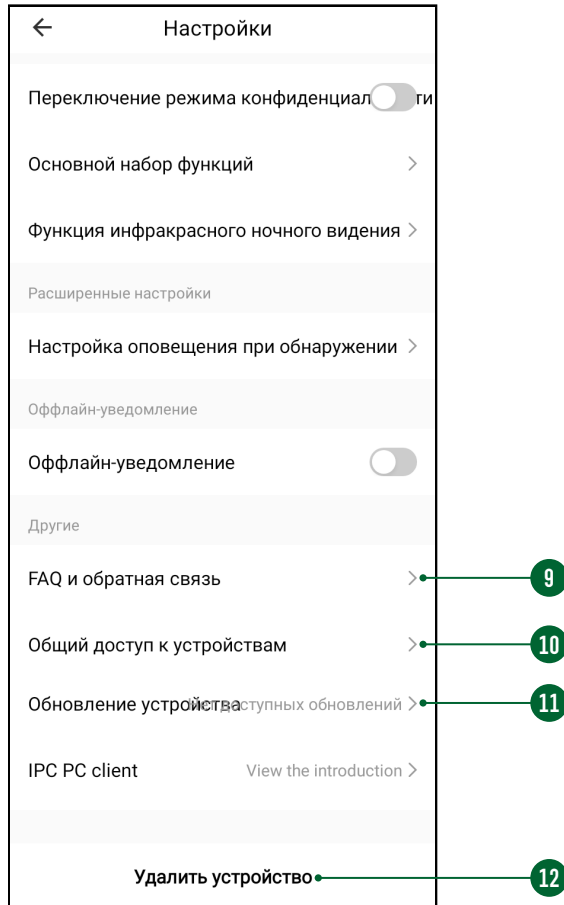 Настройки
Переключение режима конфиденциал ти
Основной набор функций
Функция инфракрасного ночного видения
Расширенные настройки
Настройка оповещения при обнаружении
Оффлайн-уведомление
Оффлайн-уведомление
Другие
FAQ и обратная связь
9
Общий доступ к устройствам
10
Обновление устройства доступных обновлений
11
IPC PC client View the introduction
Удалить устройство
12